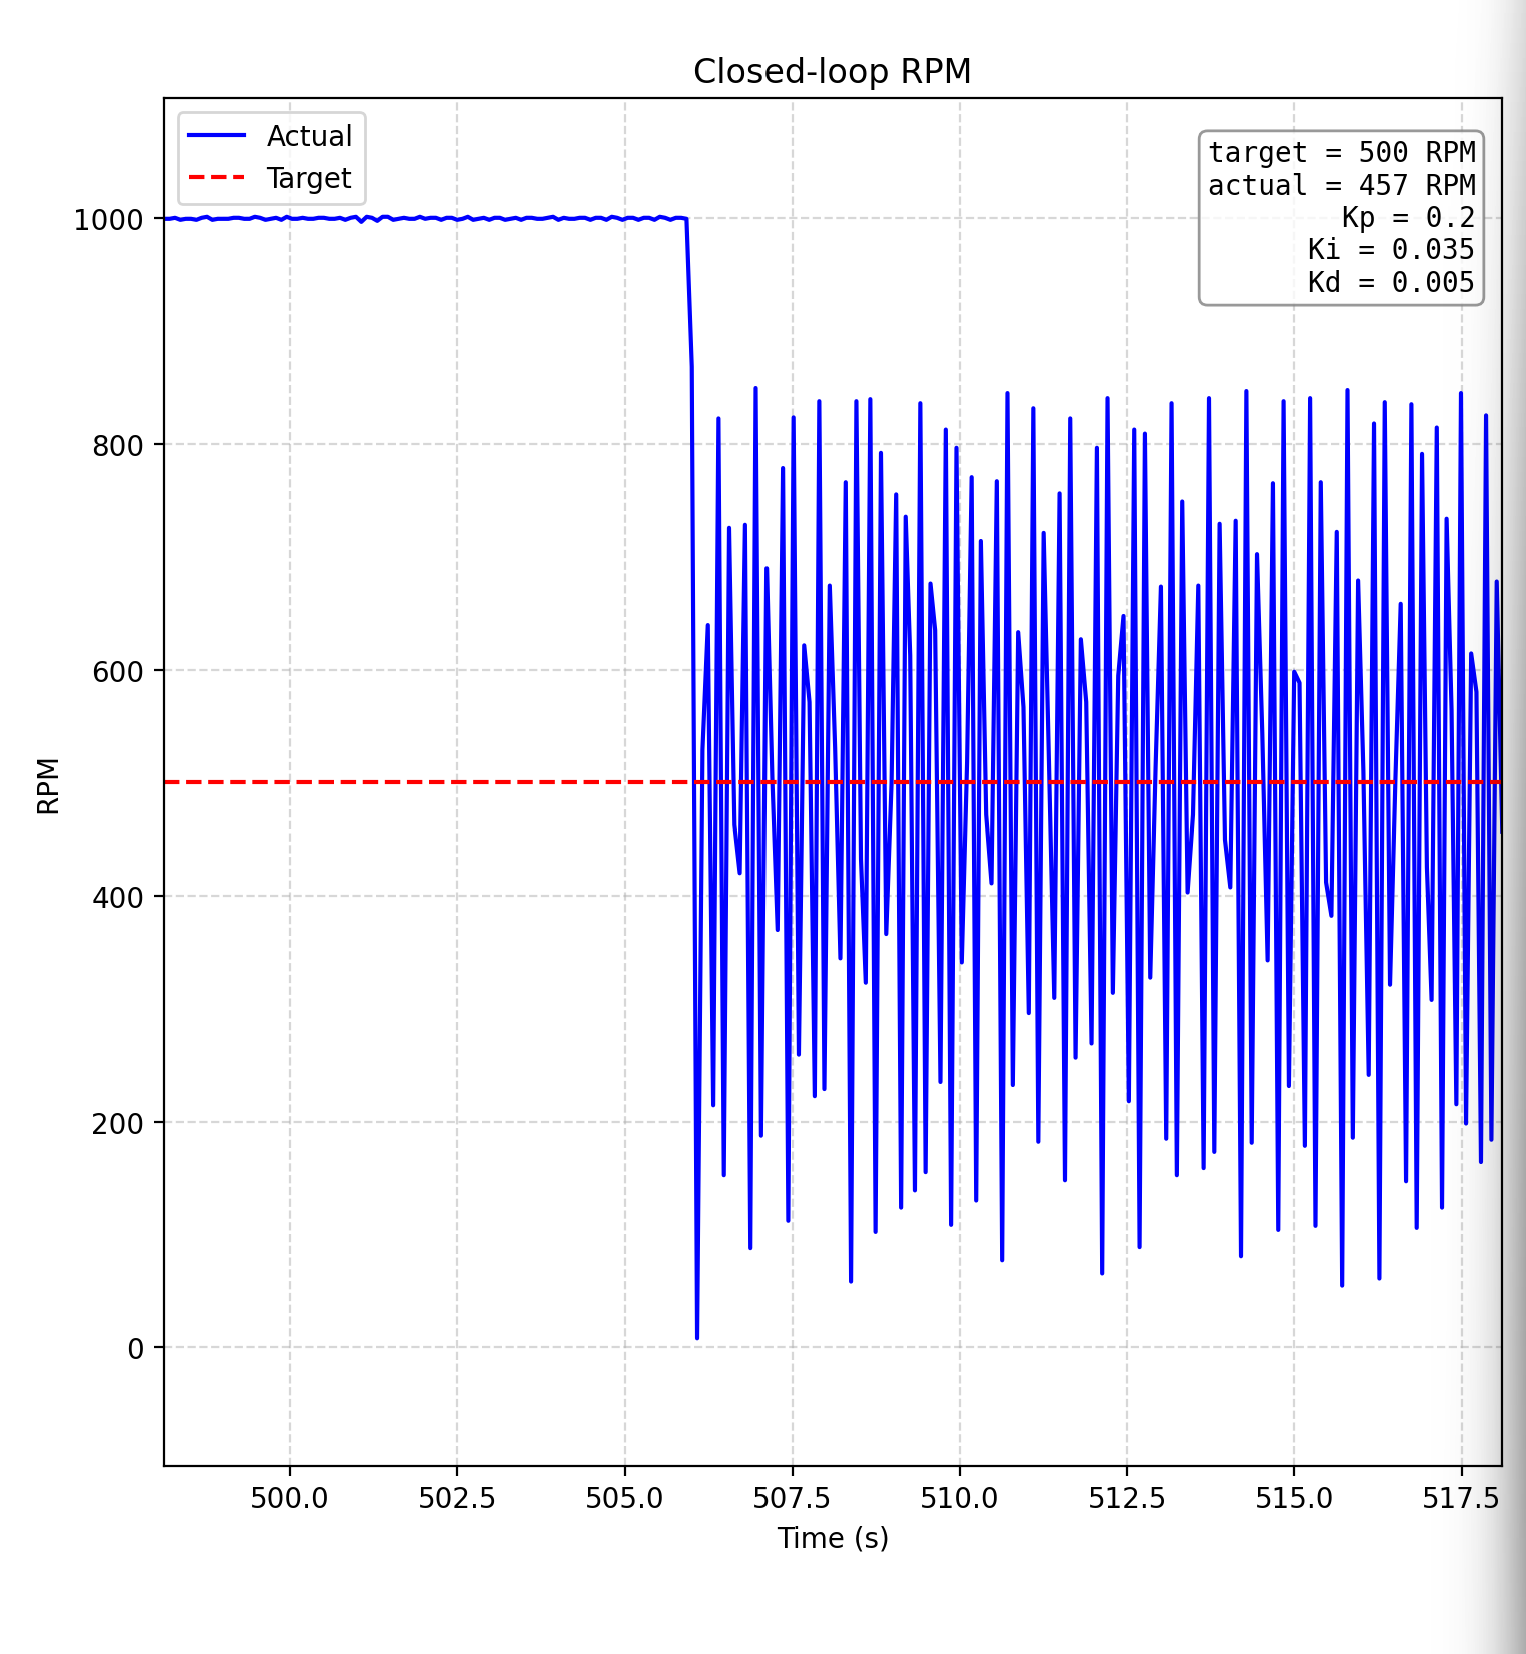 Closed-loop RPM
Actual
Target
target = 500 RPM
actual = 457 RPM
Kp = 0.2
Ki = 0.035
Kd = 0.005
1000
800
600
400
200
0
RPM
500.0 502.5 505.0 507.5 510.0 512.5 515.0 517.5
Time (s)